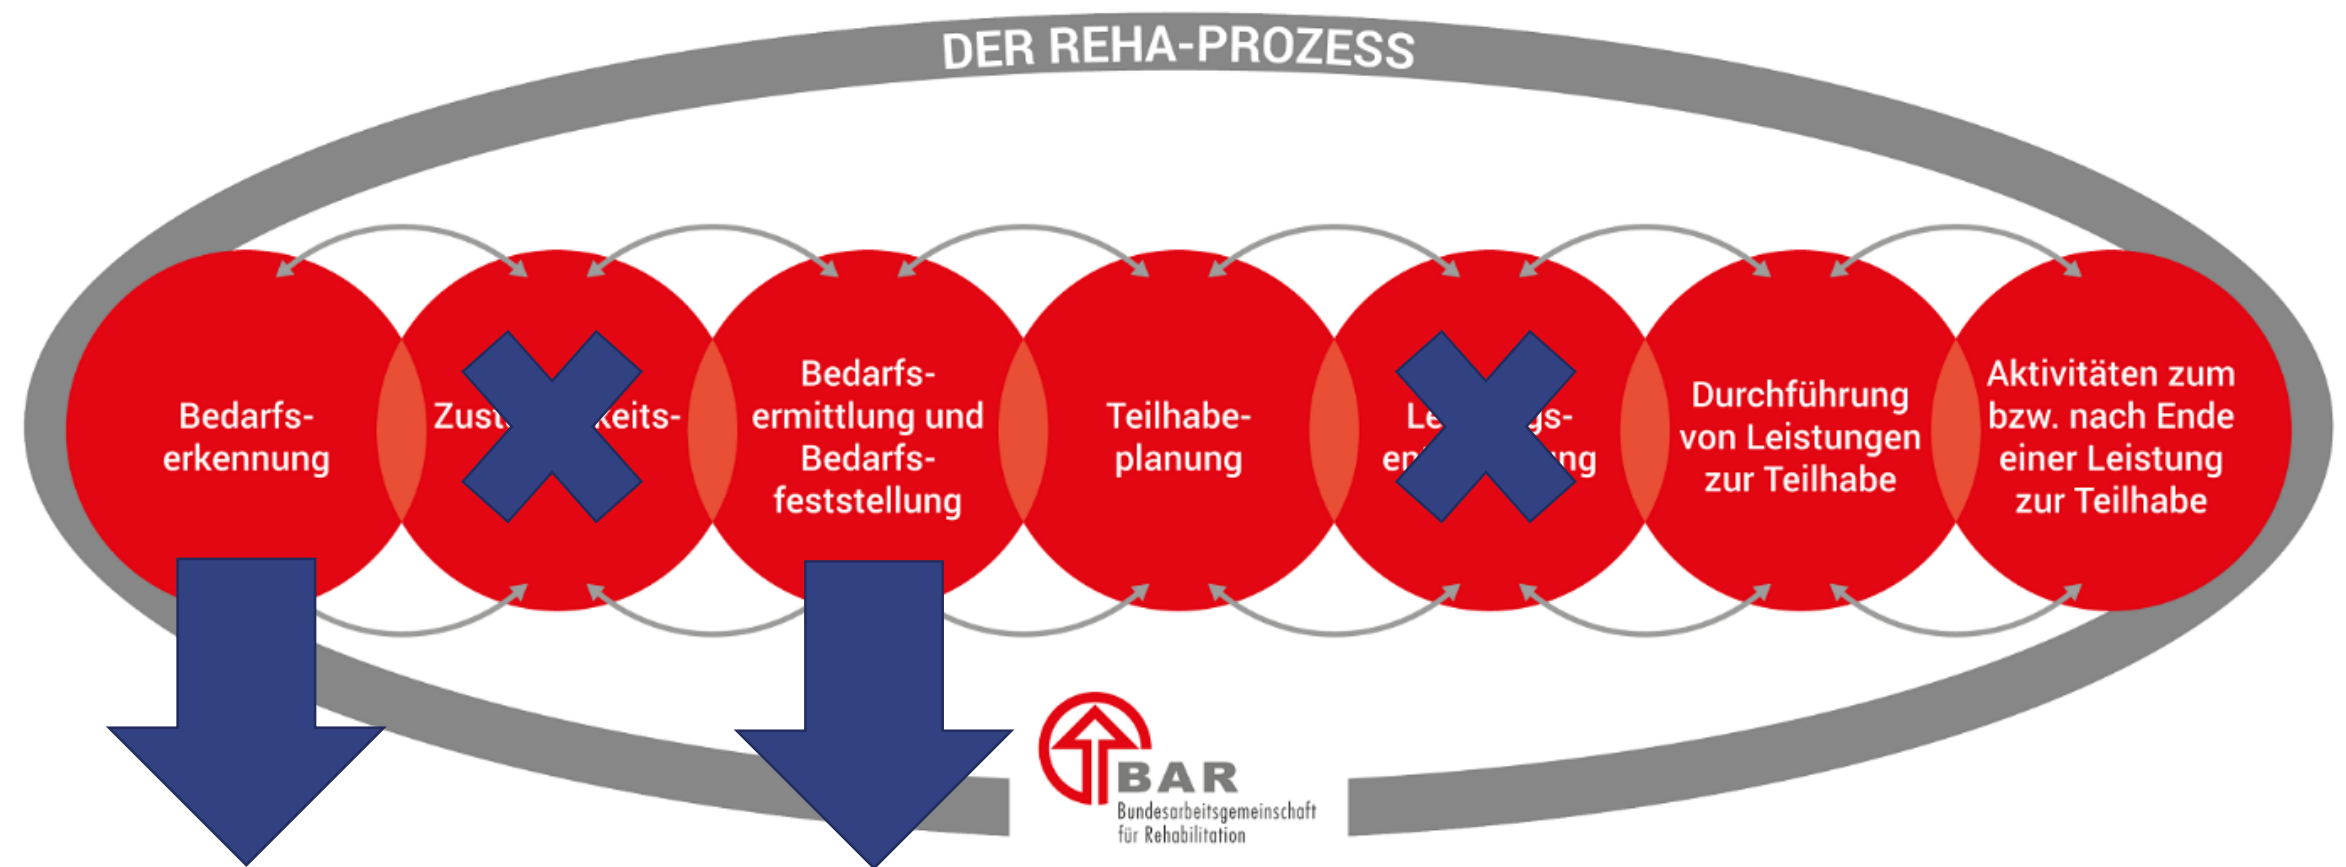 DER REHA-PROZESS
Bedarfs-
erkennung
Bedarfs-
ermittlung und
Bedarfs-
feststellung
Teilhabe-
planung
Durchführung
von Leistungen
zur Teilhabe
Aktivitäten zum
bzw. nach Ende
einer Leistung
zur Teilhabe
BAR
Bundesarbeitsgemeinschaft
für Rehabilitation